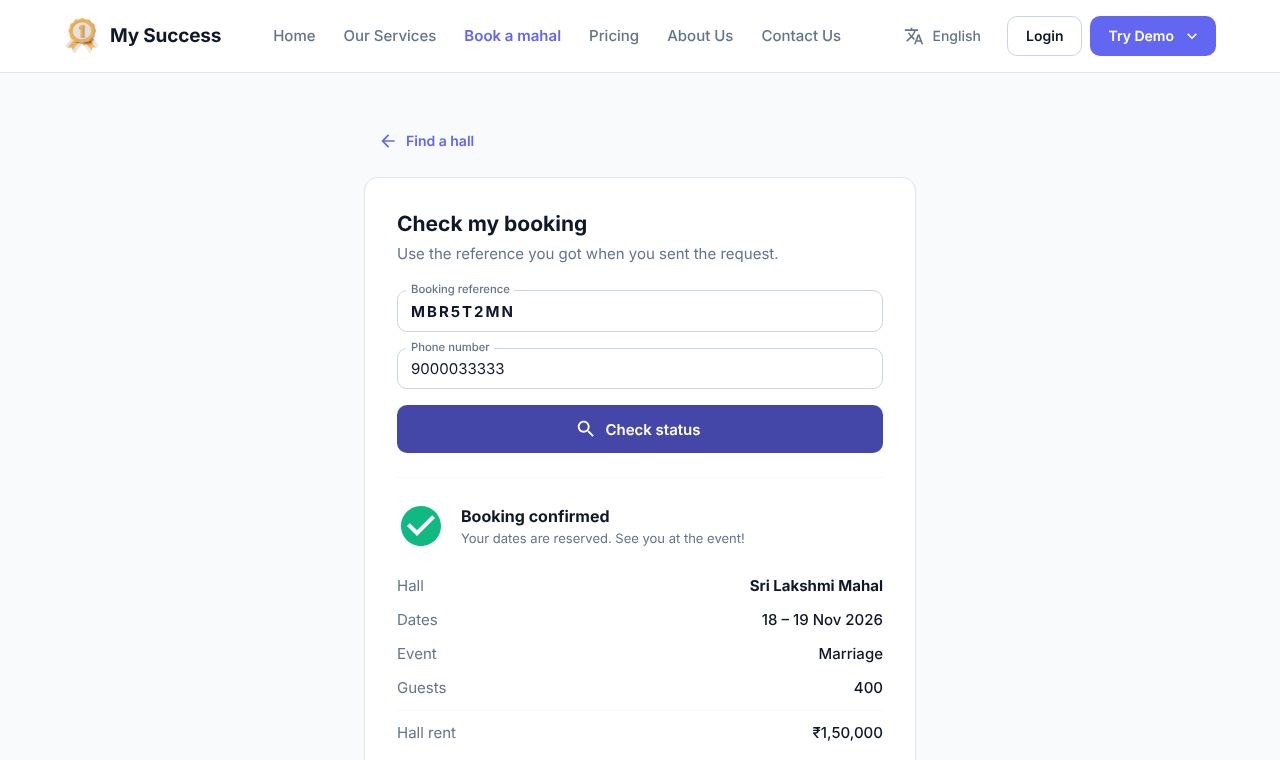 My Success
Home
Our Services
Book a mahal
Pricing
About Us
Contact Us
English
Login
Try Demo
Find a hall
Check my booking
Use the reference you got when you sent the request.
Booking reference
MBR5T2MN
Phone number
9000033333
Check status
Booking confirmed
Your dates are reserved. See you at the event!
Hall Sri Lakshmi Mahal
Dates 18 – 19 Nov 2026
Event Marriage
Guests 400
Hall rent ₹1,50,000